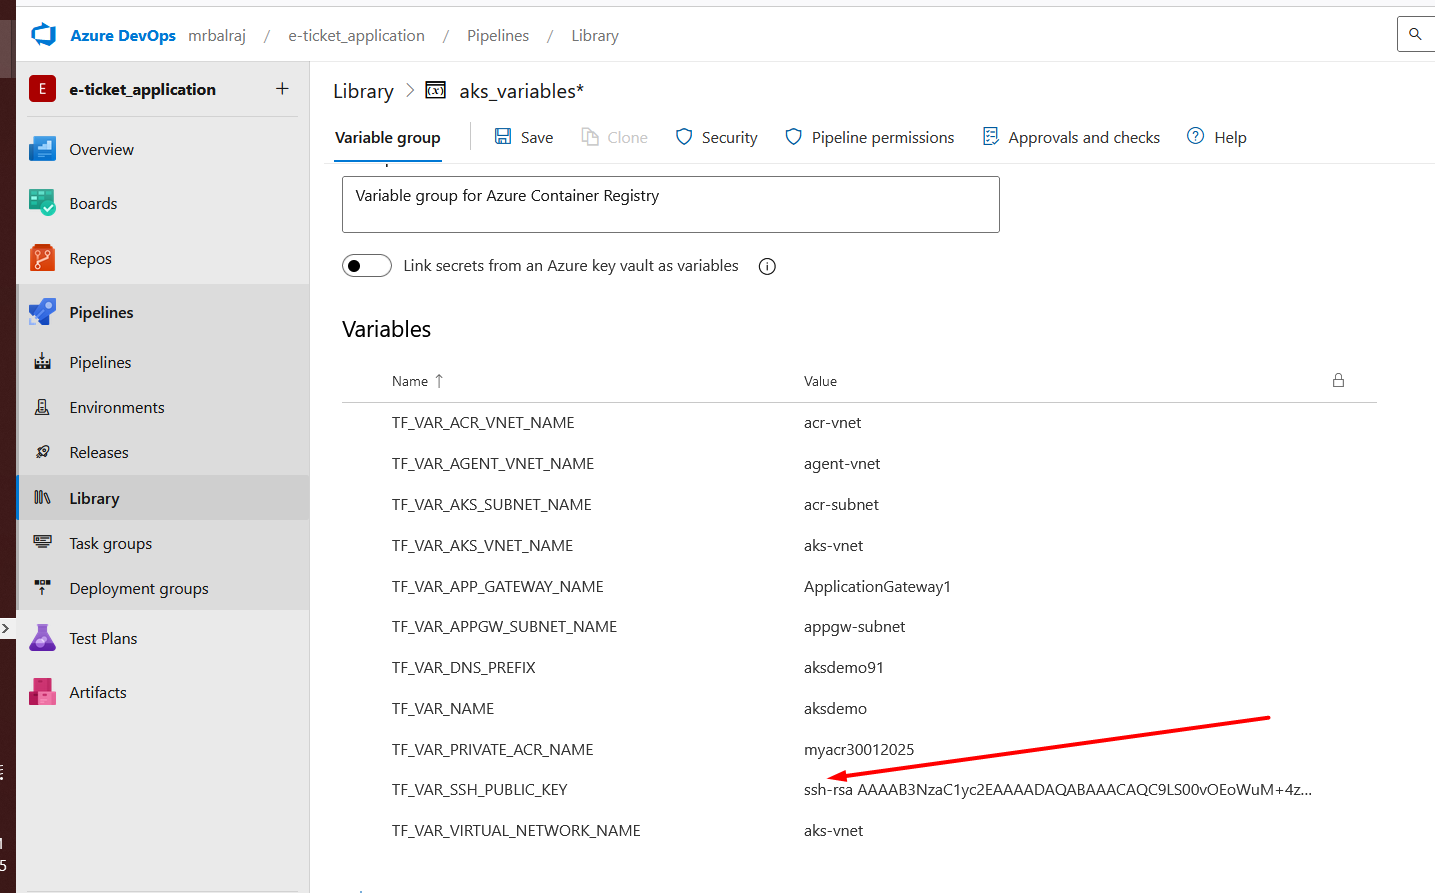 Azure DevOps mrbalraj / e-ticket_application / Pipelines / Library
E e-ticket_application +
Overview
Boards
Repos
Pipelines
Pipelines
Environments
Releases
Library
Task groups
Deployment groups
Test Plans
Artifacts
Library > (x) aks_variables*
Variable group Save Clone Security Pipeline permissions Approvals and checks Help
Variable group for Azure Container Registry
Link secrets from an Azure key vault as variables
Variables
Name ↑ Value
TF_VAR_ACR_VNET_NAME acr-vnet
TF_VAR_AGENT_VNET_NAME agent-vnet
TF_VAR_AKS_SUBNET_NAME acr-subnet
TF_VAR_AKS_VNET_NAME aks-vnet
TF_VAR_APP_GATEWAY_NAME ApplicationGateway1
TF_VAR_APPGW_SUBNET_NAME appgw-subnet
TF_VAR_DNS_PREFIX aksdemo91
TF_VAR_NAME aksdemo
TF_VAR_PRIVATE_ACR_NAME myacr30012025
TF_VAR_SSH_PUBLIC_KEY ssh-rsa AAAAB3NzaC1yc2EAAAADAQABAAACAQC9LS00vOEoWuM+4z...
TF_VAR_VIRTUAL_NETWORK_NAME aks-vnet